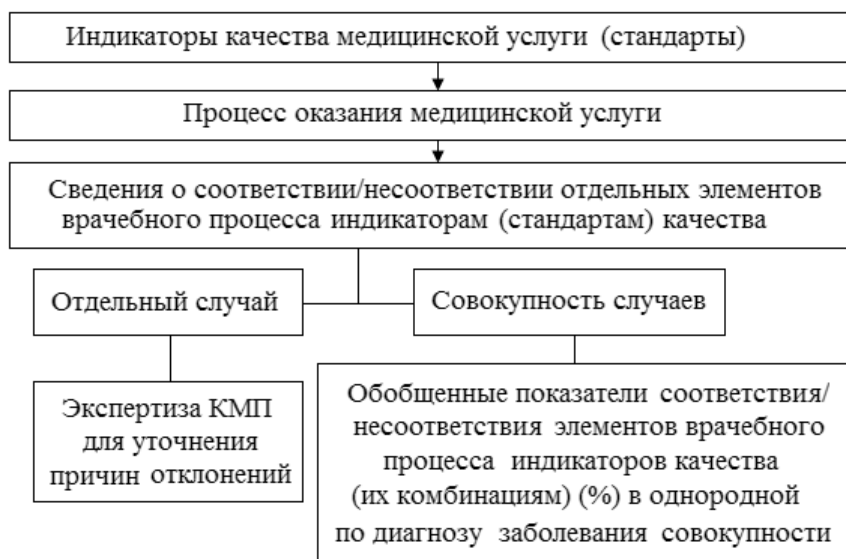 Индикаторы качества медицинской услуги (стандарты)
Процесс оказания медицинской услуги
Сведения о соответствии/несоответствии отдельных элементов
врачебного процесса индикаторам (стандартам) качества
Отдельный случай
Совокупность случаев
Экспертиза КМП
для уточнения
причин отклонений
Обобщенные показатели соответствия/
несоответствия элементов врачебного
процесса индикаторов качества
(их комбинациям) (%) в однородной
по диагнозу заболевания совокупности